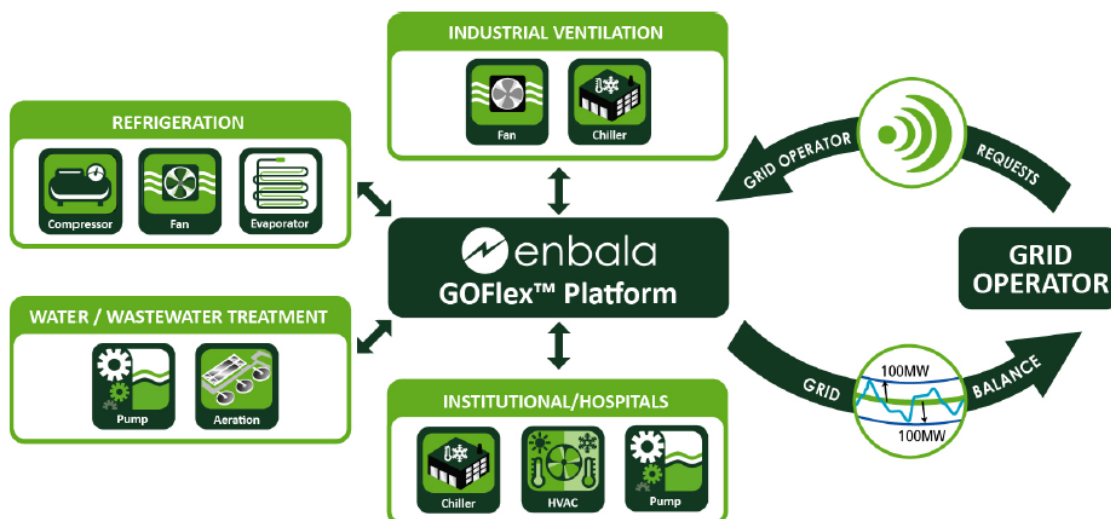 INDUSTRIAL VENTILATION
Fan
Chiller
REFRIGERATION
Compressor
Fan
Evaporator
GRID OPERATOR
REQUESTS
enbala
GOFlex™ Platform
GRID
OPERATOR
WATER / WASTEWATER TREATMENT
Pump
Aeration
GRID
BALANCE
100MW
100MW
INSTITUTIONAL/HOSPITALS
Chiller
HVAC
Pump